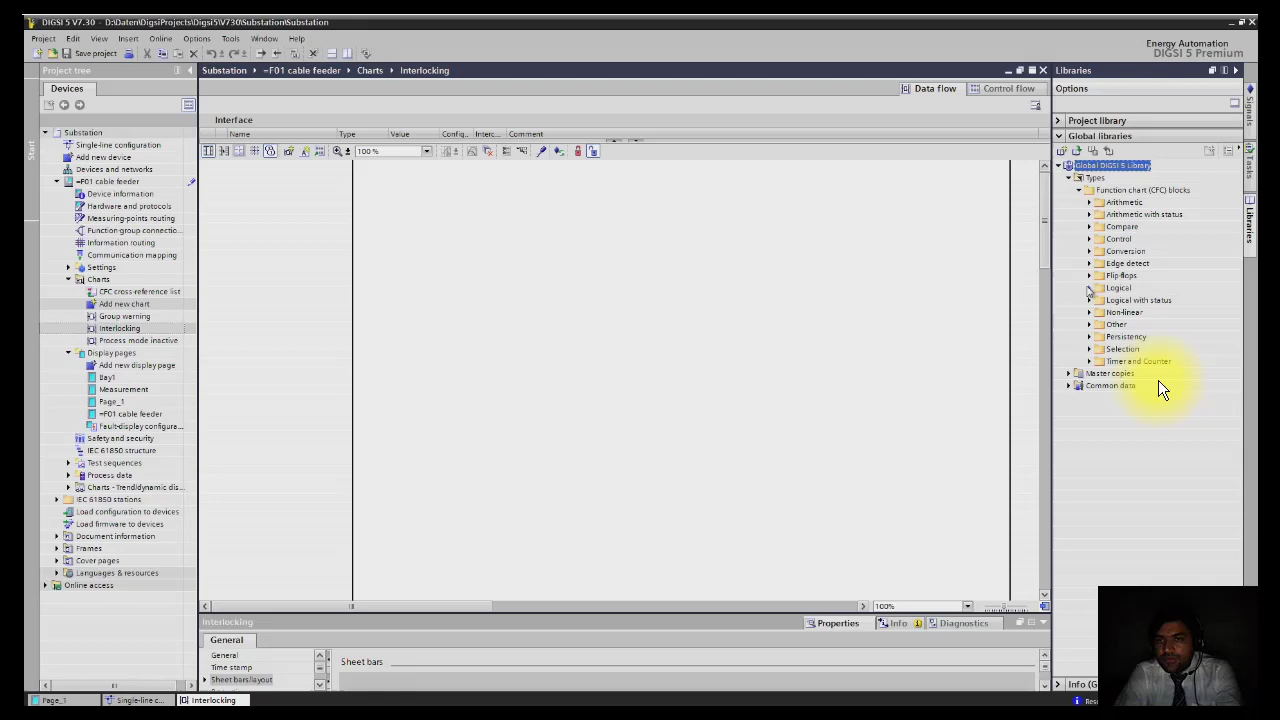 DIGSI 5 V7.30 - D:\Daten\DigsiProjects\Digsi5\V730\Substation\Substation
Project Edit View Insert Online Options Tools Window Help
Energy Automation
DIGSI 5 Premium
Save project
Project tree
Devices
Start
Substation
Single-line configuration
Add new device
Devices and networks
=F01 cable feeder
Device information
Hardware and protocols
Measuring-points routing
Function-group connectio...
Information routing
Communication mapping
Settings
Charts
CFC cross-reference list
Add new chart
Group warning
Interlocking
Process mode inactive
Display pages
Add new display page
Bay1
Measurement
Page_1
=F01 cable feeder
Fault-display configura...
Safety and security
IEC 61850 structure
Test sequences
Process data
Charts - Trend/dynamic dis...
IEC 61850 stations
Load configuration to devices
Load firmware to devices
Document information
Frames
Cover pages
Languages & resources
Online access
Substation =F01 cable feeder Charts Interlocking
Data flow Control flow
Interface
Name Type Value Config.. Interc... Comment
100 %
100%
Interlocking
Properties Info Diagnostics
General
General
Time stamp
Sheet bars/layout
Sheet bars
Libraries
Options
Project library
Global libraries
Global DIGSI 5 Library
Types
Function chart (CFC) blocks
Arithmetic
Arithmetic with status
Compare
Control
Conversion
Edge detect
Flip-flops
Logical
Logical with status
Non-linear
Other
Persistency
Selection
Timer and Counter
Master copies
Common data
Info (G
Signals
Tasks
Libraries
Page_1 Single-line c... Interlocking